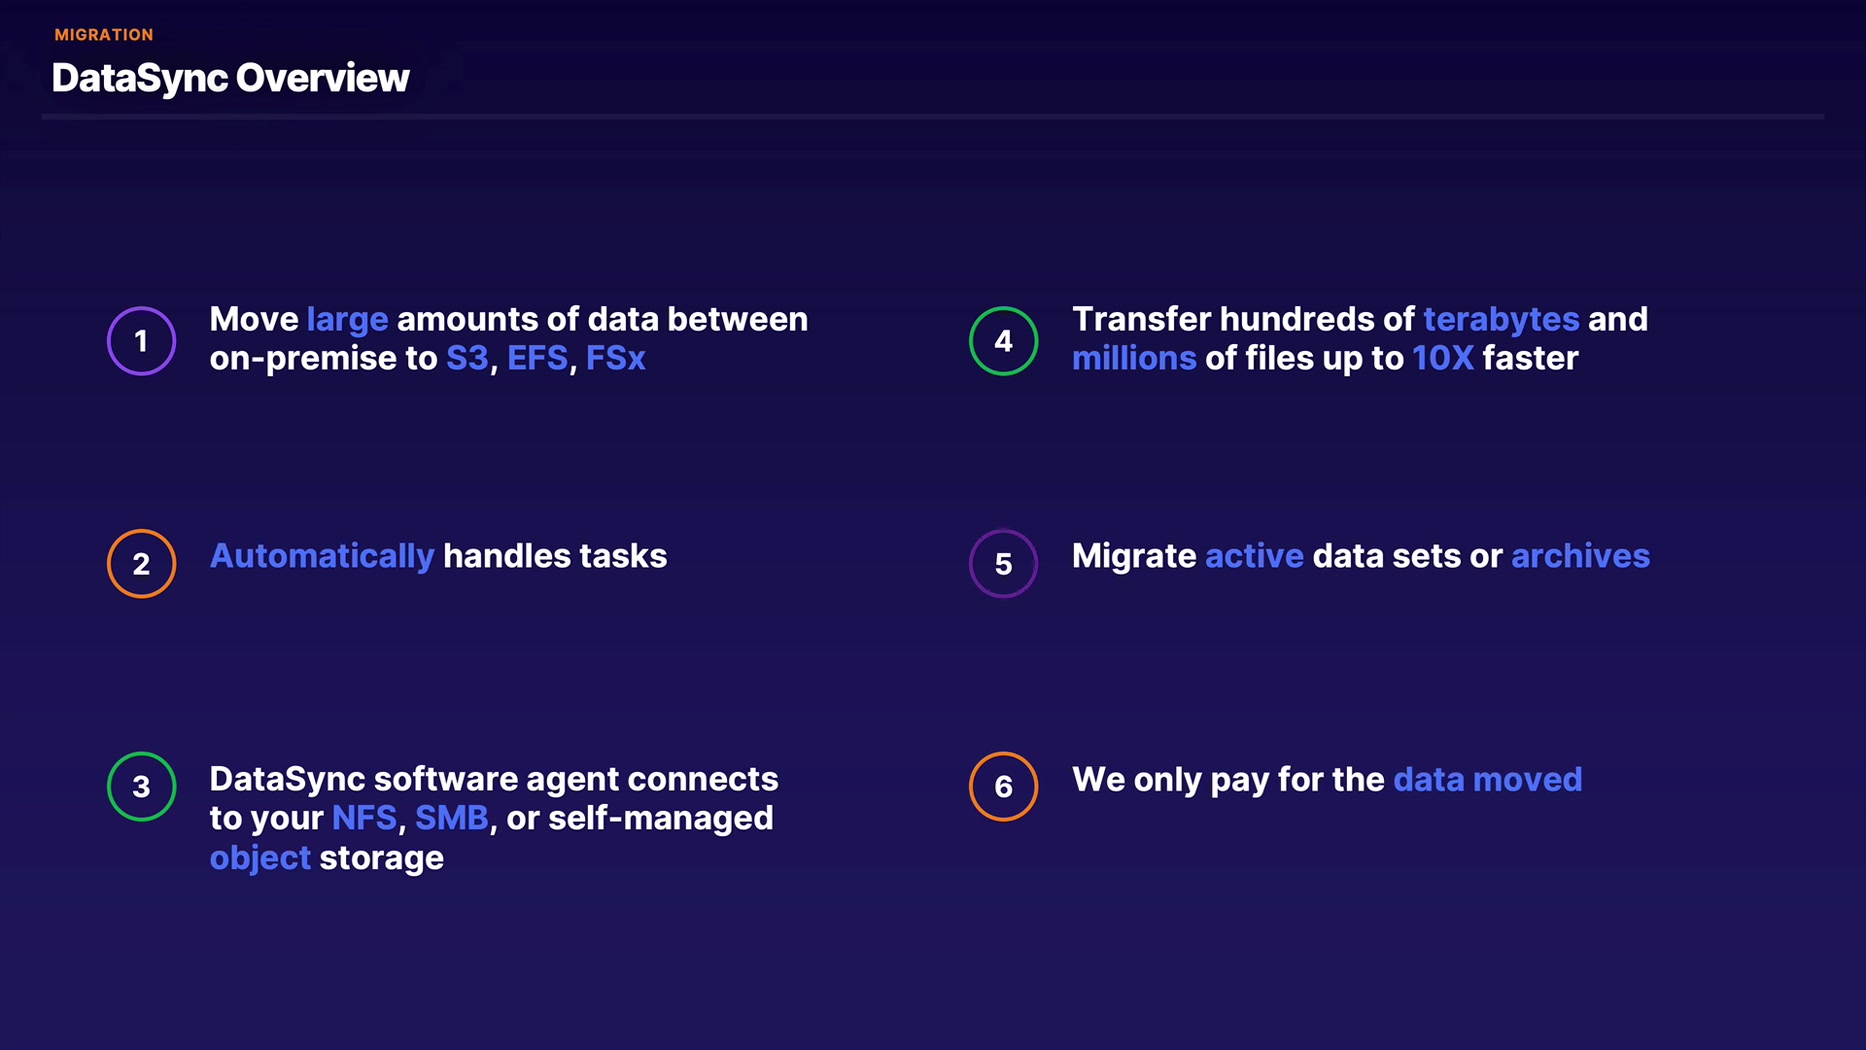 MIGRATION
DataSync Overview
1
Move large amounts of data between
on-premise to S3, EFS, FSx
2
Automatically handles tasks
3
DataSync software agent connects
to your NFS, SMB, or self-managed
object storage
4
Transfer hundreds of terabytes and
millions of files up to 10X faster
5
Migrate active data sets or archives
6
We only pay for the data moved